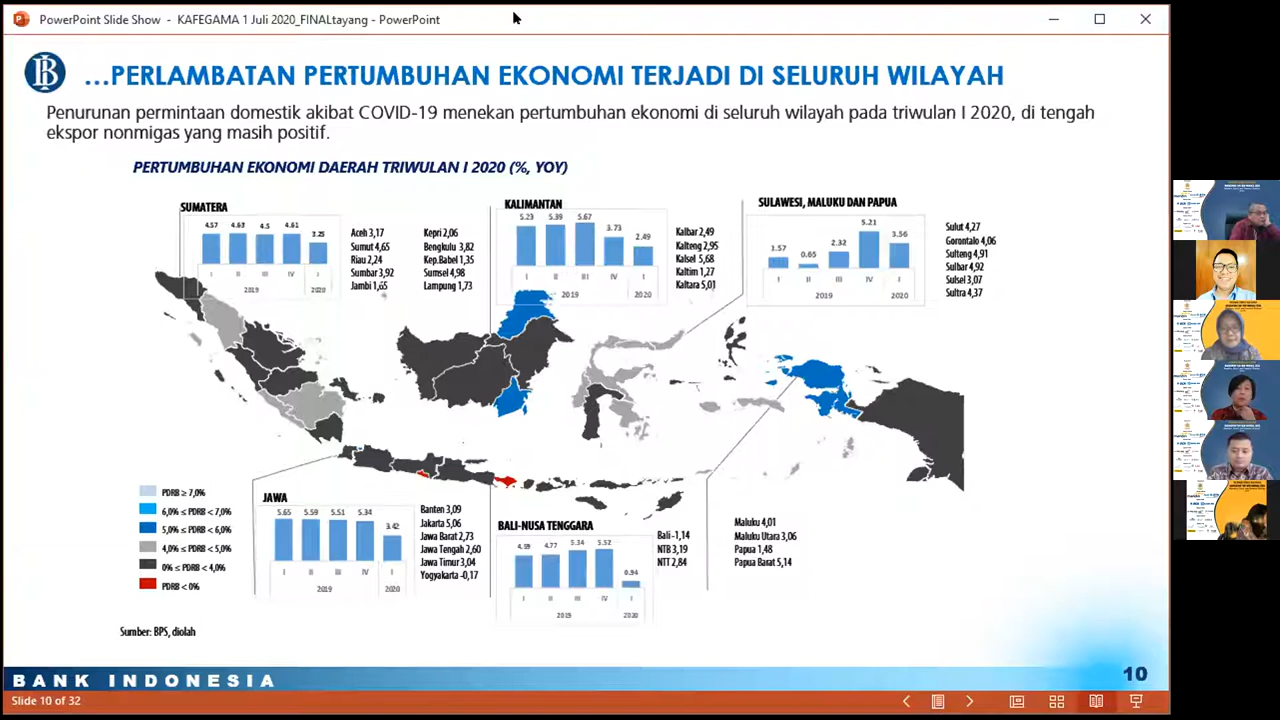 PowerPoint Slide Show - KAFEGAMA 1 Juli 2020_FINALtayang - PowerPoint
...PERLAMBATAN PERTUMBUHAN EKONOMI TERJADI DI SELURUH WILAYAH
Penurunan permintaan domestik akibat COVID-19 menekan pertumbuhan ekonomi di seluruh wilayah pada triwulan I 2020, di tengah
ekspor nonmigas yang masih positif.
PERTUMBUHAN EKONOMI DAERAH TRIWULAN I 2020 (%, YOY)
SUMATERA
4.57 4.63 4.5 4.61 3.25
I II III IV I
2019 2020
Aceh 3,17
Sumut 4,65
Riau 2,24
Sumbar 3,92
Jambi 1,65
Kepri 2,06
Bengkulu 3,82
Kep.Babel 1,35
Sumsel 4,98
Lampung 1,73
KALIMANTAN
5.23 5.39 5.67 3.73 2.49
I II III IV I
2019 2020
Kalbar 2,49
Kalteng 2,95
Kalsel 5,68
Kaltim 1,27
Kaltara 5,01
SULAWESI, MALUKU DAN PAPUA
1.57 0.65 2.32 5.21 3.56
I II III IV I
2019 2020
Sulut 4,27
Gorontalo 4,06
Sulteng 4,91
Sulbar 4,92
Sulsel 3,07
Sultra 4,37
PDRB ≥ 7,0%
6,0% ≤ PDRB < 7,0%
5,0% ≤ PDRB < 6,0%
4,0% ≤ PDRB < 5,0%
0% ≤ PDRB < 4,0%
PDRB < 0%
JAWA
5.65 5.59 5.51 5.34 3.42
I II III IV I
2019 2020
Banten 3,09
Jakarta 5,06
Jawa Barat 2,73
Jawa Tengah 2,60
Jawa Timur 3,04
Yogyakarta -0,17
BALI-NUSA TENGGARA
4.59 4.77 5.34 5.52 0.94
I II III IV I
2019 2020
Bali -1,14
NTB 3,19
NTT 2,84
Maluku 4,01
Maluku Utara 3,06
Papua 1,48
Papua Barat 5,14
Sumber: BPS, diolah
BANK INDONESIA
10
Slide 10 of 32